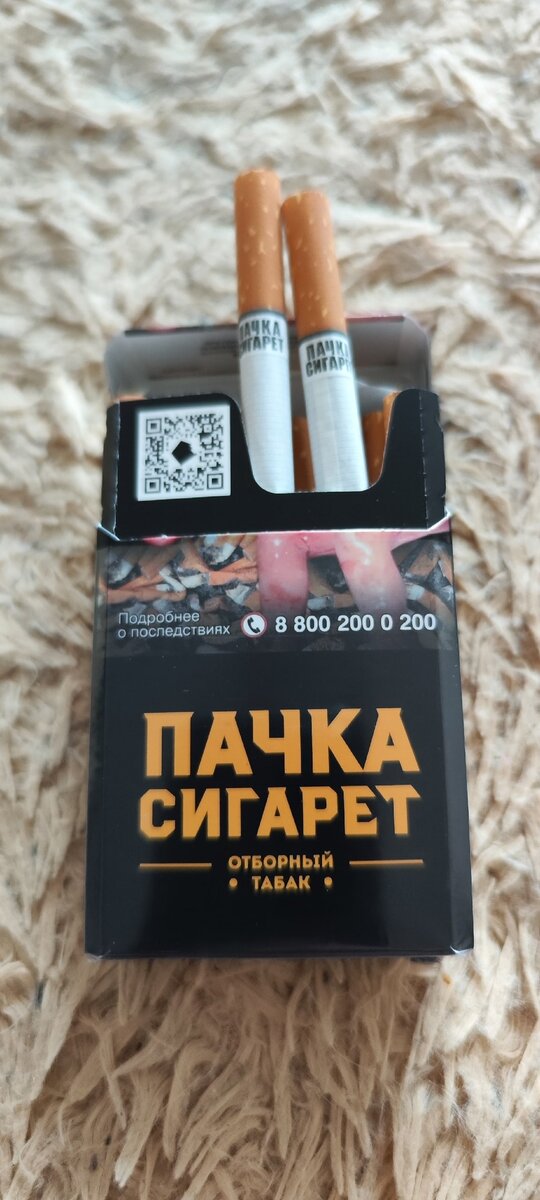 ПАЧКА
СИГАРЕТ
ПАЧКА
СИГАРЕТ
Подробнее
о последствиях
8 800 200 0 200
ПАЧКА
СИГАРЕТ
ОТБОРНЫЙ
• ТАБАК •